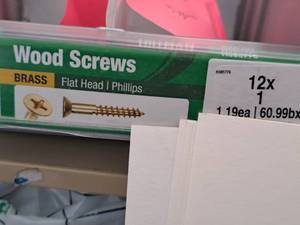 Wood Screws
BRASS
Flat Head | Phillips
12x
1
1.19ea | 60.99bx